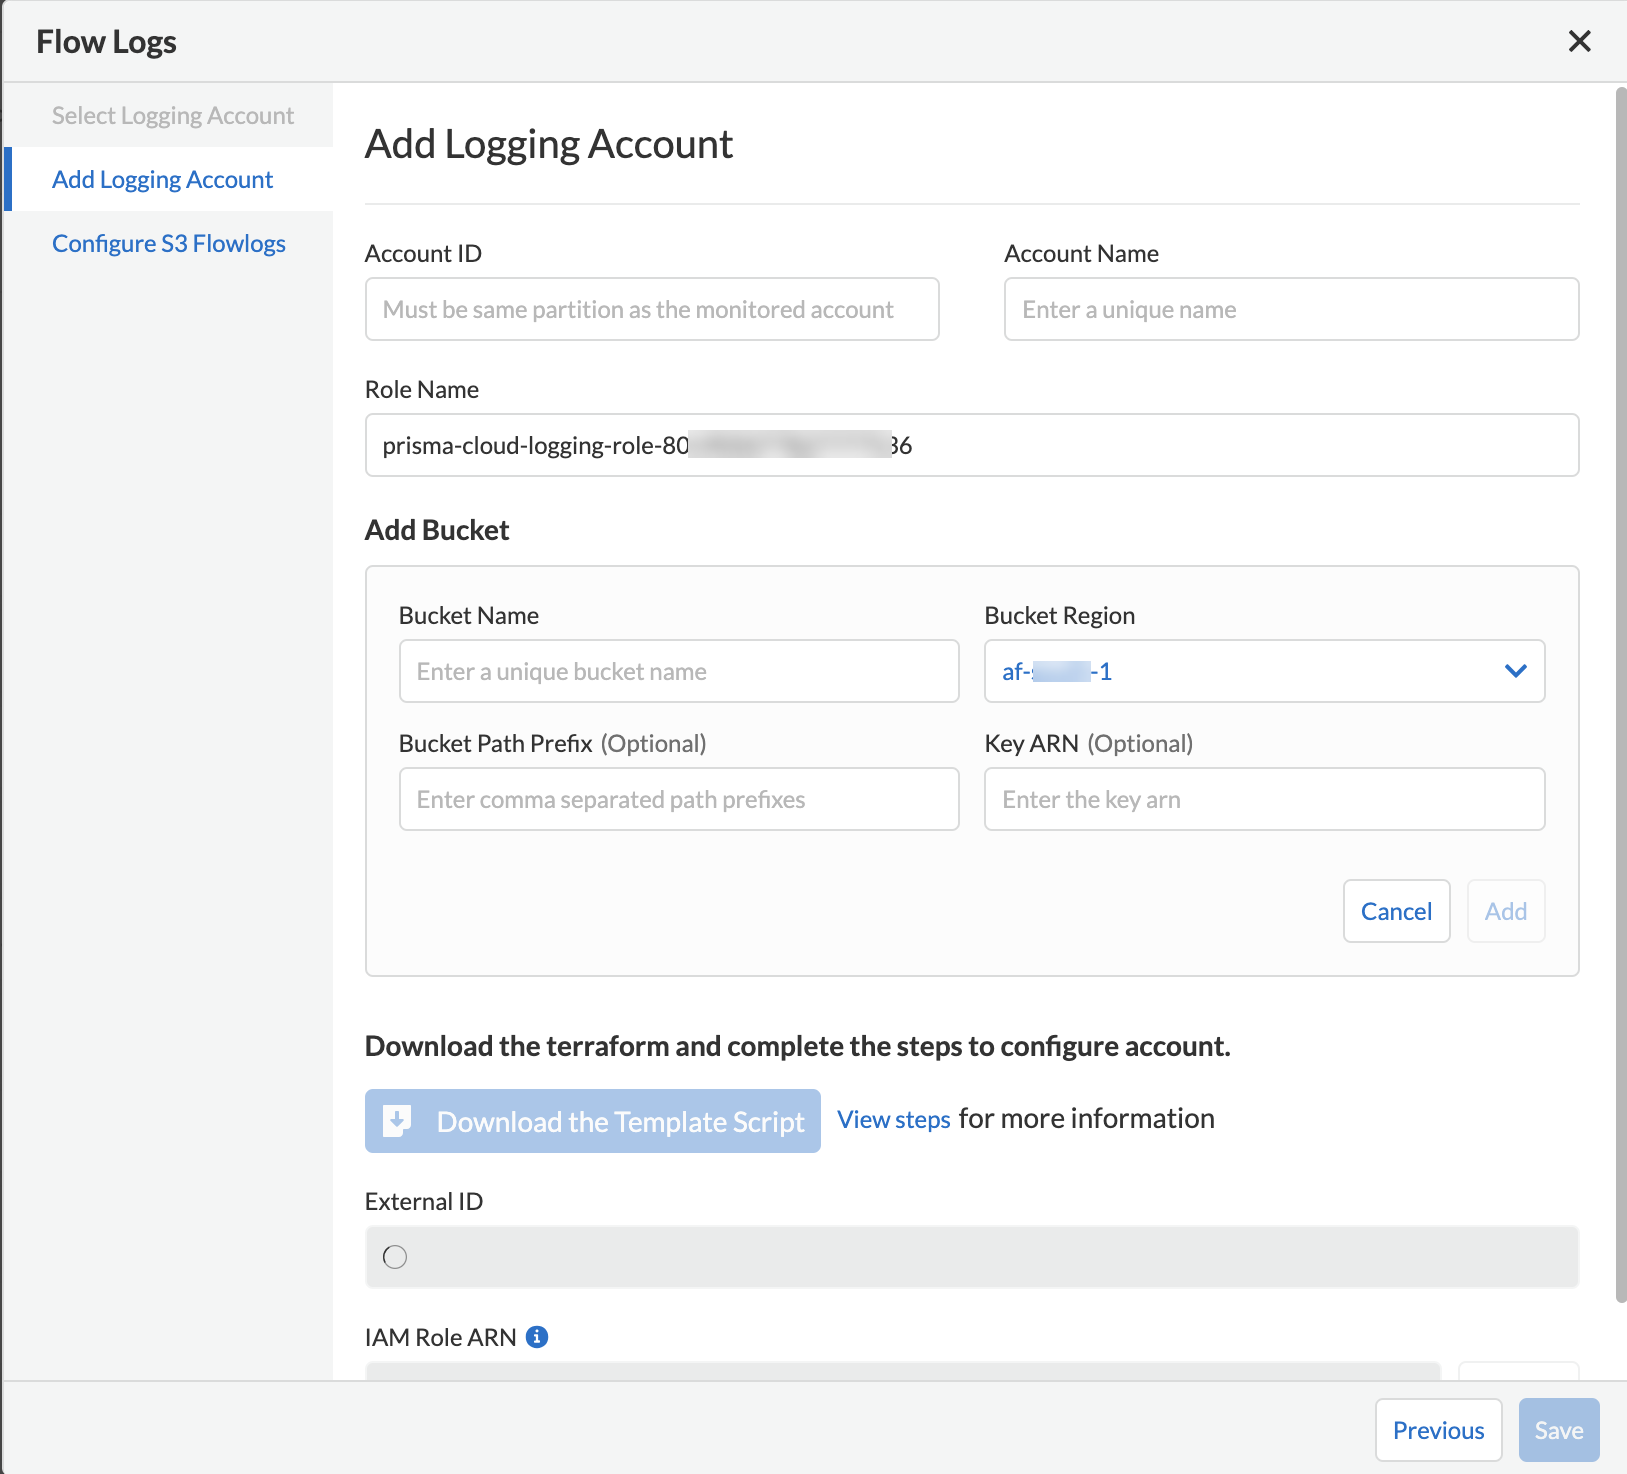 Flow Logs
Select Logging Account
Add Logging Account
Configure S3 Flowlogs
Add Logging Account
Account ID
Account Name
Must be same partition as the monitored account
Enter a unique name
Role Name
prisma-cloud-logging-role-80 36
Add Bucket
Bucket Name
Bucket Region
Enter a unique bucket name
af- -1
Bucket Path Prefix (Optional)
Key ARN (Optional)
Enter comma separated path prefixes
Enter the key arn
Cancel
Add
Download the terraform and complete the steps to configure account.
Download the Template Script
View steps for more information
External ID
IAM Role ARN
Previous
Save